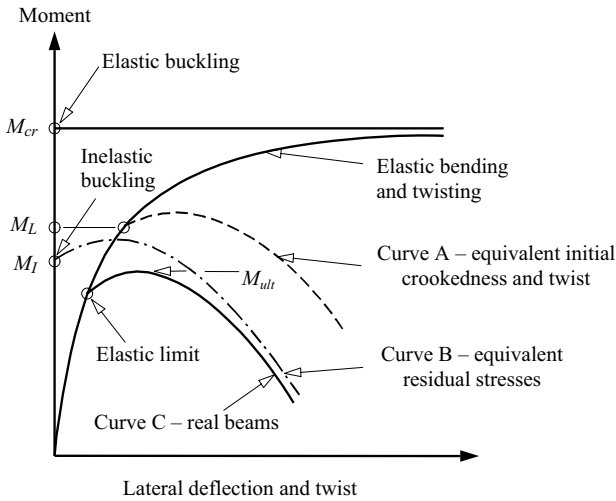 Moment
Elastic buckling
M_cr
Inelastic
buckling
Elastic bending
and twisting
M_L
M_I
M_ult
Curve A – equivalent initial
crookedness and twist
Elastic limit
Curve B – equivalent
residual stresses
Curve C – real beams
Lateral deflection and twist